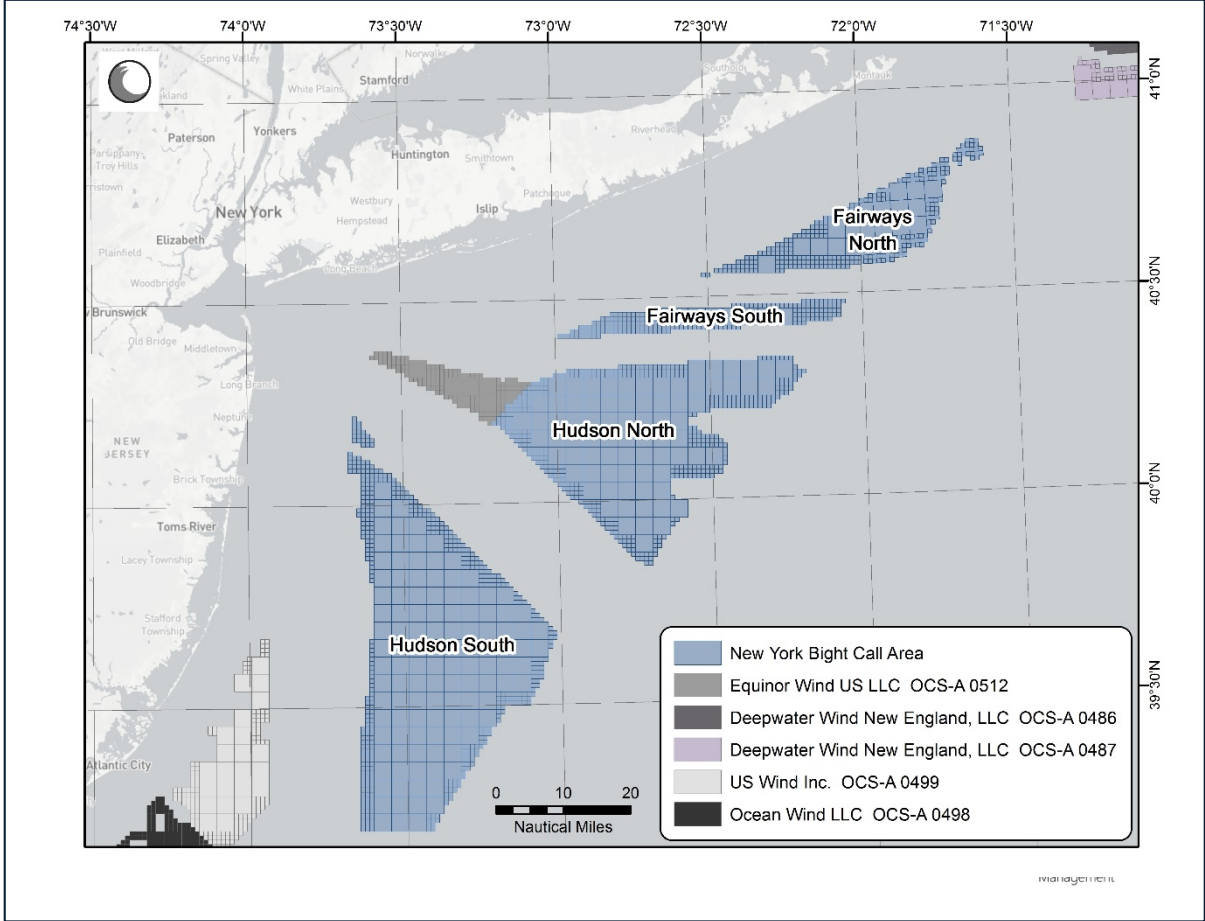 74°30'W 74°0'W 73°30'W 73°0'W 72°30'W 72°0'W 71°30'W
Spring Valley
Norwalk
Stamford
White Plains
Southold
Montauk
41°0'N
Paterson
Yonkers
Riverhead
Parsippany-
Troy Hills
Huntington
Smithtown
rristown
Westbury
Patchogue
New York
Hempstead
Islip
Fairways
North
Elizabeth
Plainfield
Long Beach
Woodbridge
40°30'N
Brunswick
Fairways South
Old Bridge
Middletown
Long Branch
Neptune
Hudson North
NEW
JERSEY
Brick Township
40°0'N
Toms River
Lacey Township
Stafford
Township
Hudson South
39°30'N
Atlantic City
0 10 20
Nautical Miles
New York Bight Call Area
Equinor Wind US LLC OCS-A 0512
Deepwater Wind New England, LLC OCS-A 0486
Deepwater Wind New England, LLC OCS-A 0487
US Wind Inc. OCS-A 0499
Ocean Wind LLC OCS-A 0498
Management